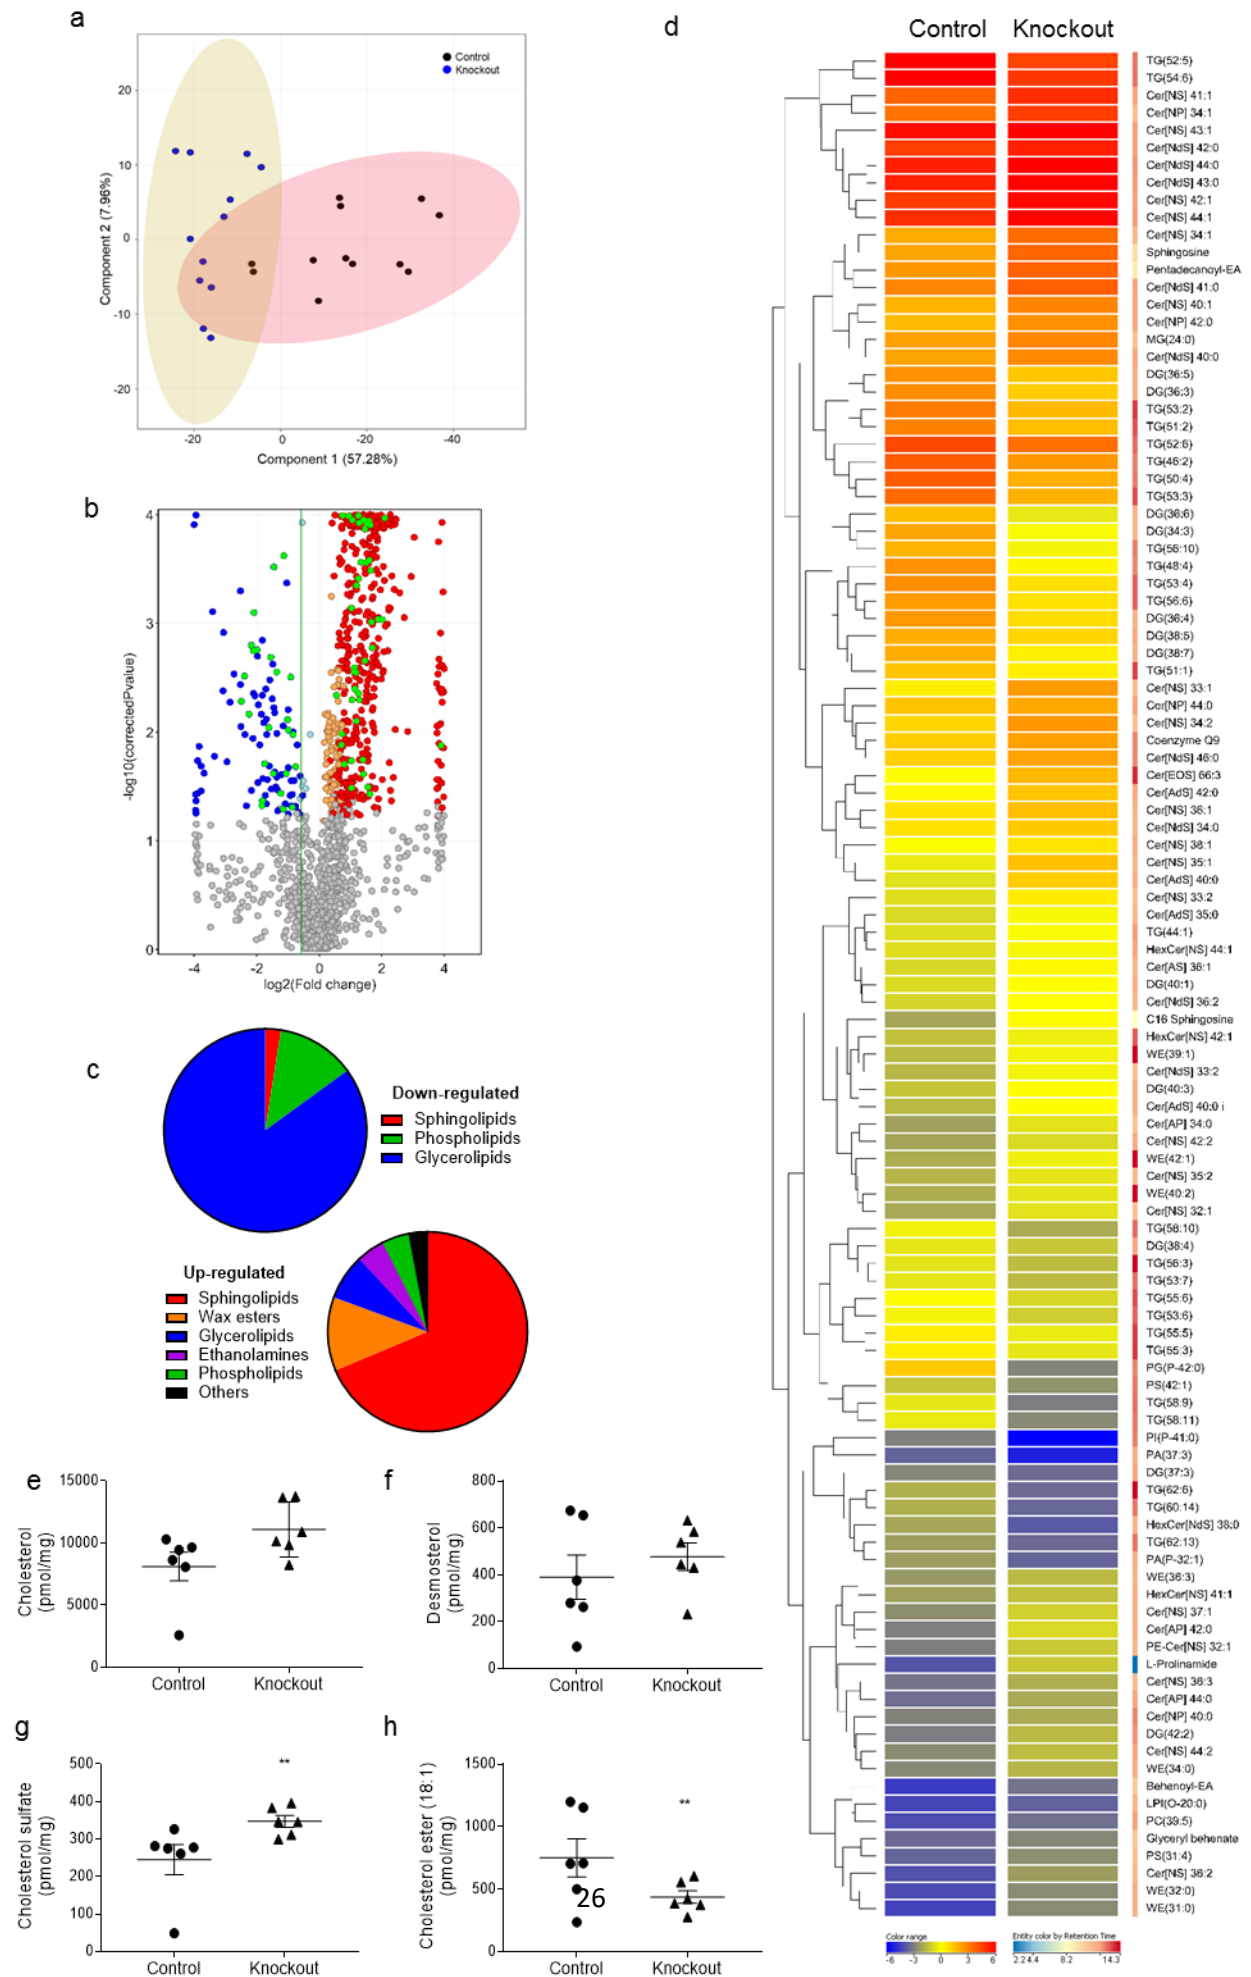 a
Control
Knockout
20
10
0
-10
-20
Component 2 (7.96%)
-20 0 -20 -40
Component 1 (57.28%)
b
4
3
2
1
0
-log10(correctedPvalue)
-4 -2 0 2 4
log2(Fold change)
c
Down-regulated
Sphingolipids
Phospholipids
Glycerolipids
Up-regulated
Sphingolipids
Wax esters
Glycerolipids
Ethanolamines
Phospholipids
Others
d
Control Knockout
TG(52:5)
TG(54:6)
Cer[NS] 41:1
Cer[NP] 34:1
Cer[NS] 43:1
Cer[NdS] 42:0
Cer[NdS] 44:0
Cer[NdS] 43:0
Cer[NS] 42:1
Cer[NS] 44:1
Cer[NS] 34:1
Sphingosine
Pentadecanoyl-EA
Cer[NdS] 41:0
Cer[NS] 40:1
Cer[NP] 42:0
MG(24:0)
Cer[NdS] 40:0
DG(36:5)
DG(36:3)
TG(53:2)
TG(51:2)
TG(52:6)
TG(46:2)
TG(50:4)
TG(53:3)
DG(36:6)
DG(34:3)
TG(56:10)
TG(48:4)
TG(53:4)
TG(56:6)
DG(36:4)
DG(38:6)
DG(38:7)
TG(51:1)
Cer[NS] 33:1
Cer[NP] 44:0
Cer[NS] 34:2
Coenzyme Q9
Cer[NdS] 46:0
Cer[EOS] 66:3
Cer[AdS] 42:0
Cer[NS] 36:1
Cer[NdS] 34:0
Cer[NS] 38:1
Cer[NS] 35:1
Cer[AdS] 40:0
Cer[NS] 33:2
Cer[AdS] 35:0
TG(44:1)
HexCer[NS] 44:1
Cer[AS] 36:1
DG(40:1)
Cer[NdS] 36:2
C16 Sphingosine
HexCer[NS] 42:1
WE(39:1)
Cer[NdS] 33:2
DG(40:3)
Cer[AdS] 40:0 i
Cer[AP] 34:0
Cer[NS] 42:2
WE(42:1)
Cer[NS] 35:2
WE(40:2)
Cer[NS] 32:1
TG(58:10)
DG(38:4)
TG(56:3)
TG(53:7)
TG(55:6)
TG(53:6)
TG(55:5)
TG(55:3)
PG(P-42:0)
PS(42:1)
TG(58:9)
TG(58:11)
PI(P-41:0)
PA(37:3)
DG(37:3)
TG(62:6)
TG(60:14)
HexCer[NdS] 38:0
TG(62:13)
PA(P-32:1)
WE(36:3)
HexCer[NS] 41:1
Cer[NS] 37:1
Cer[AP] 42:0
PE-Cer[NS] 32:1
L-Prolinamide
Cer[NS] 36:3
Cer[AP] 44:0
Cer[NP] 40:0
DG(42:2)
Cer[NS] 44:2
WE(34:0)
Behenoyl-EA
LPI(O-20:0)
PC(39:5)
Glyceryl behenate
PS(31:4)
Cer[NS] 36:2
WE(32:0)
WE(31:0)
Color range
-6 -3 0 3 6
Entity color by Retention Time
2.2 4.4 8.2 14.3
e
15000
10000
5000
0
Cholesterol
(pmol/mg)
Control Knockout
f
800
600
400
200
0
Desmosterol
(pmol/mg)
Control Knockout
g
500
400
300
200
100
0
Cholesterol sulfate
(pmol/mg)
**
Control Knockout
h
1500
1000
500
0
Cholesterol ester (18:1)
(pmol/mg)
**
Control Knockout
26